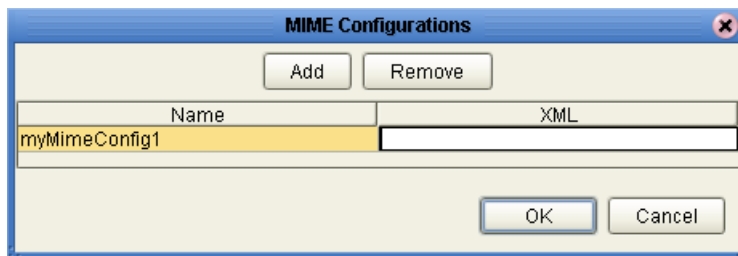 MIME Configurations
Add Remove
Name XML
myMimeConfig1
OK Cancel